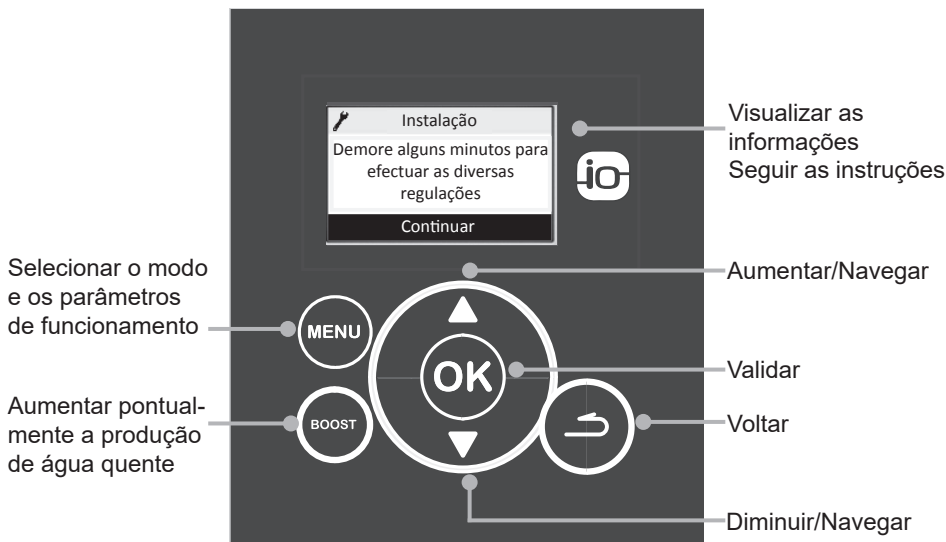 Instalação
Demore alguns minutos para
efectuar as diversas
regulações
Continuar
io
Visualizar as
informações
Seguir as instruções
Selecionar o modo
e os parâmetros
de funcionamento
MENU
Aumentar/Navegar
OK
Validar
Aumentar pontual-
mente a produção
de água quente
BOOST
Voltar
Diminuir/Navegar